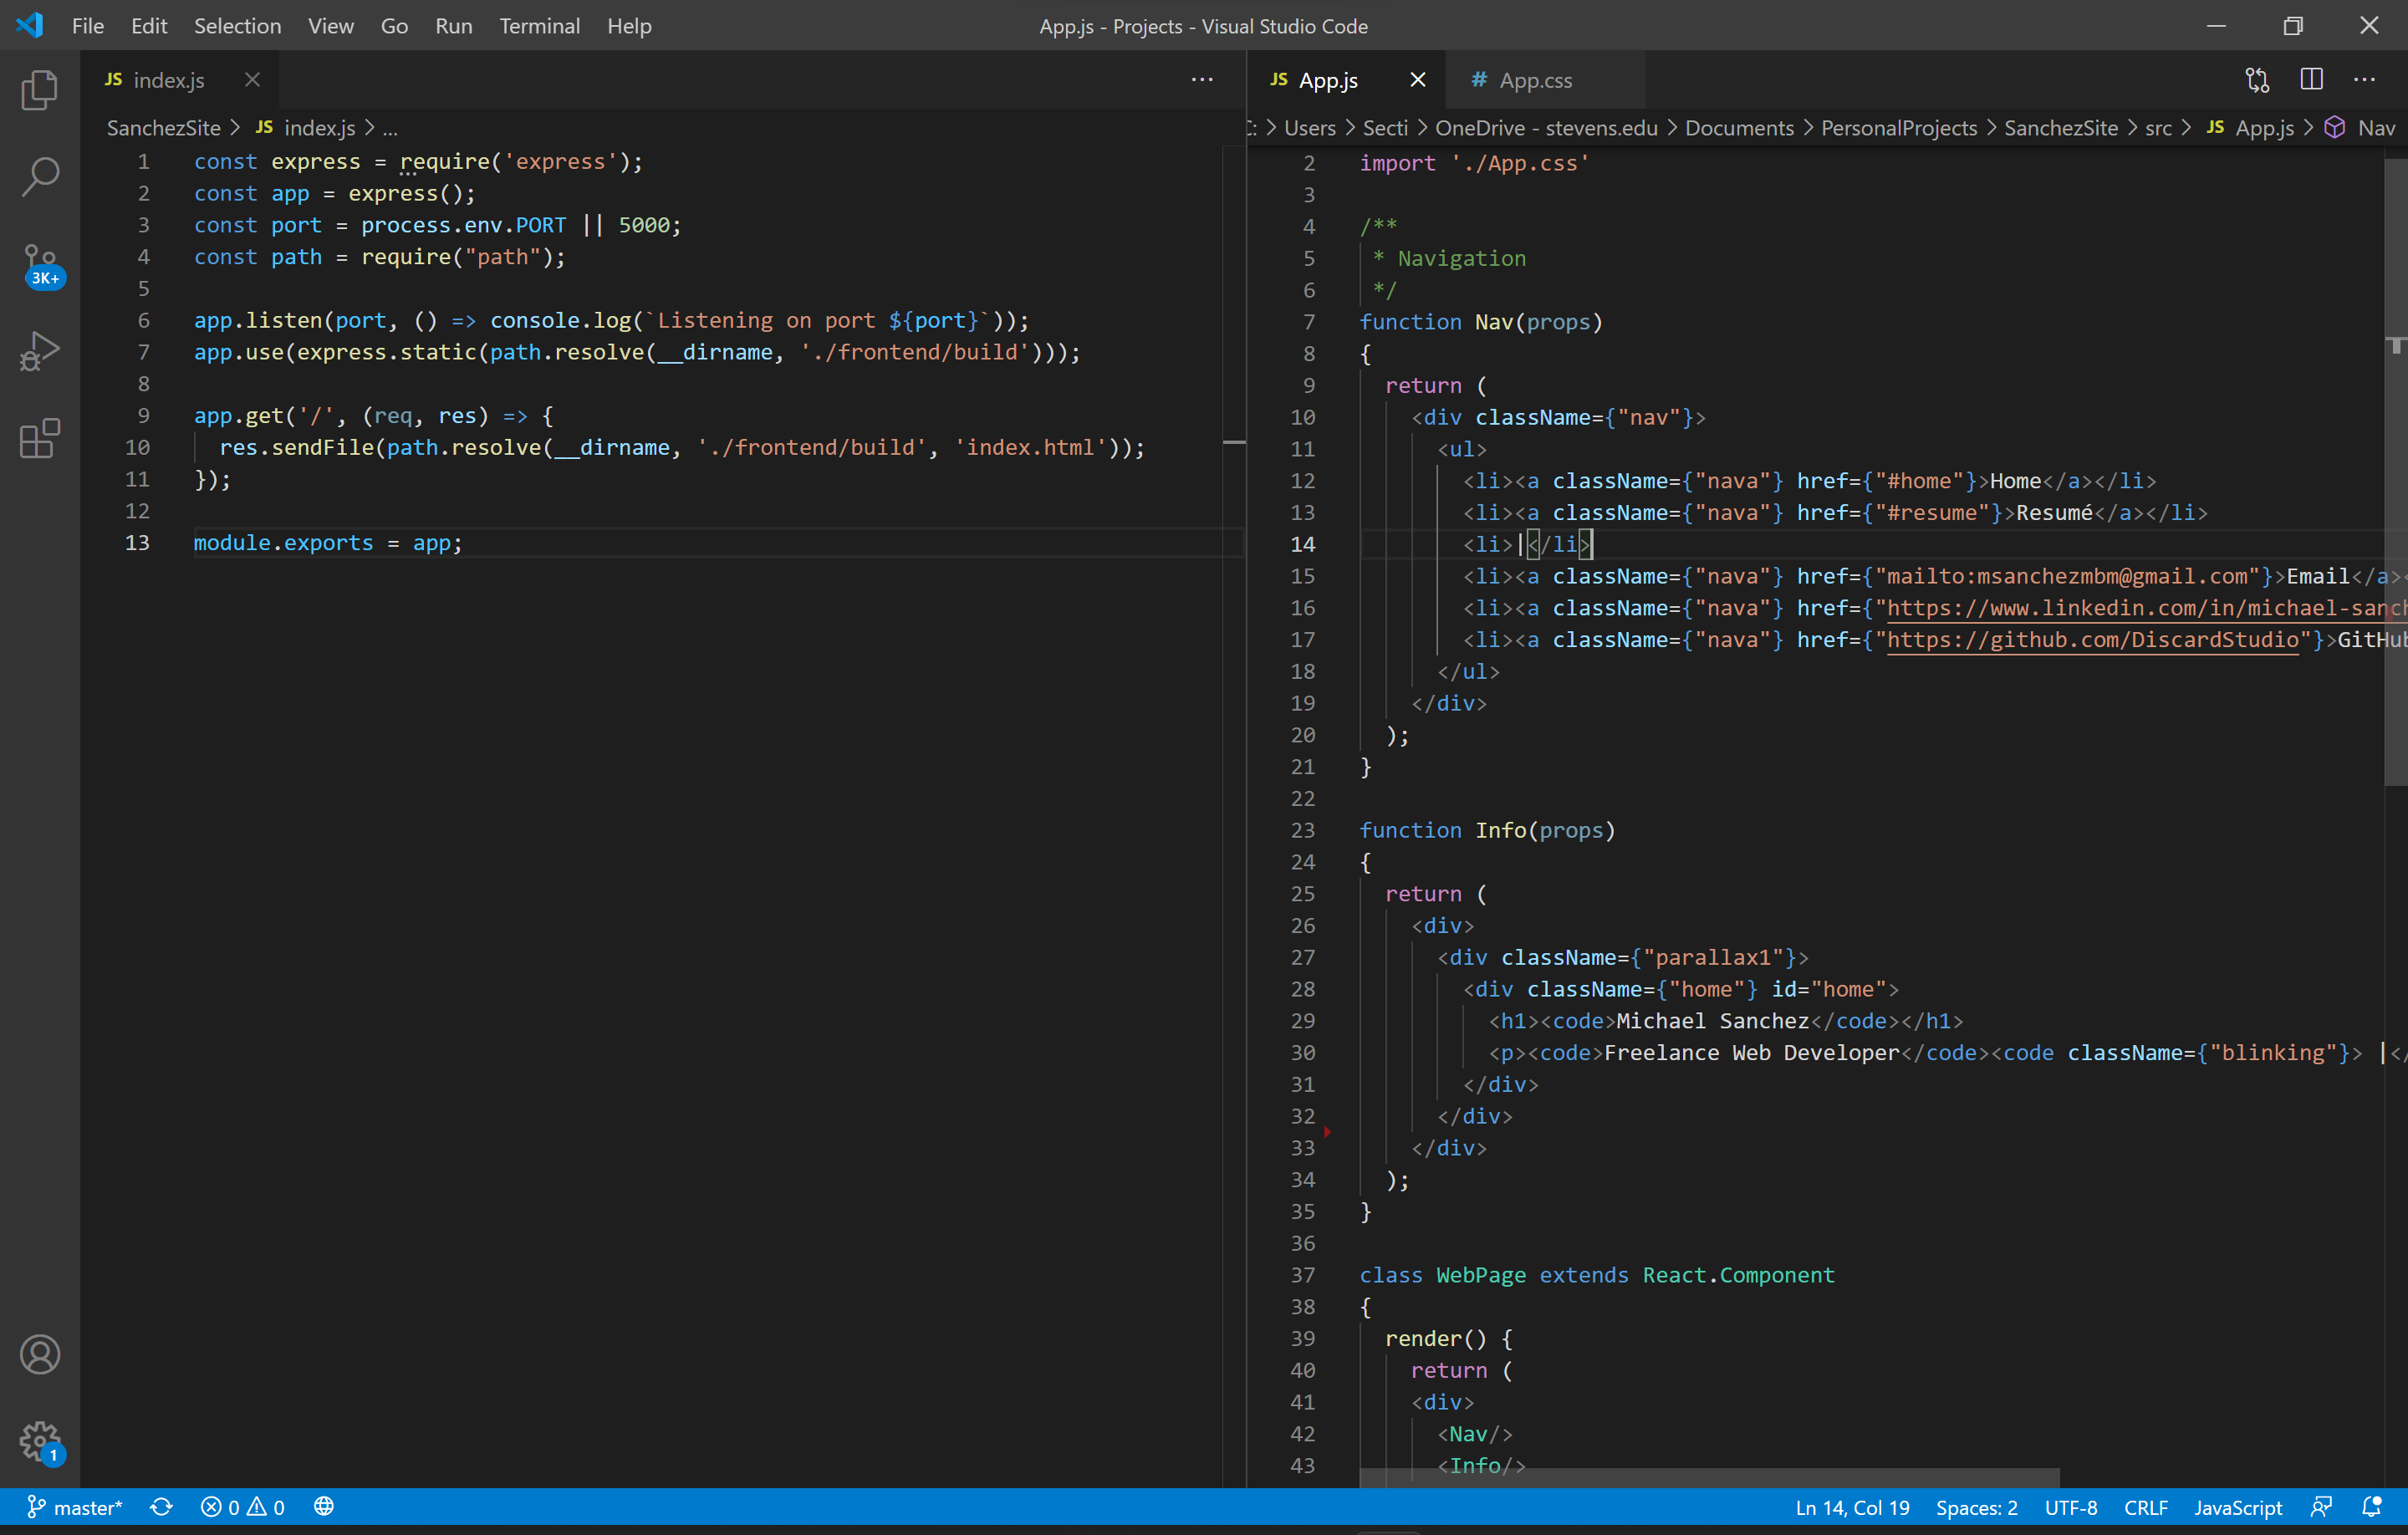 File Edit Selection View Go Run Terminal Help
App.js - Projects - Visual Studio Code
JS index.js
SanchezSite > JS index.js > ...
1 const express = require('express');
2 const app = express();
3 const port = process.env.PORT || 5000;
4 const path = require("path");
5
6 app.listen(port, () => console.log(`Listening on port ${port}`));
7 app.use(express.static(path.resolve(__dirname, './frontend/build')));
8
9 app.get('/', (req, res) => {
10 res.sendFile(path.resolve(__dirname, './frontend/build', 'index.html'));
11 });
12
13 module.exports = app;
3K+
1
JS App.js
# App.css
C: > Users > Secti > OneDrive - stevens.edu > Documents > PersonalProjects > SanchezSite > src > JS App.js > Nav
2 import './App.css'
3
4 /**
5 * Navigation
6 */
7 function Nav(props)
8 {
9 return (
10 <div className={"nav"}>
11 <ul>
12 <li><a className={"nava"} href={"#home"}>Home</a></li>
13 <li><a className={"nava"} href={"#resume"}>Resumé</a></li>
14 <li>|</li>
15 <li><a className={"nava"} href={"mailto:msanchezmbm@gmail.com"}>Email</a><
16 <li><a className={"nava"} href={"https://www.linkedin.com/in/michael-sanch
17 <li><a className={"nava"} href={"https://github.com/DiscardStudio"}>GitHub
18 </ul>
19 </div>
20 );
21 }
22
23 function Info(props)
24 {
25 return (
26 <div>
27 <div className={"parallax1"}>
28 <div className={"home"} id="home">
29 <h1><code>Michael Sanchez</code></h1>
30 <p><code>Freelance Web Developer</code><code className={"blinking"}> |</
31 </div>
32 </div>
33 </div>
34 );
35 }
36
37 class WebPage extends React.Component
38 {
39 render() {
40 return (
41 <div>
42 <Nav/>
43 <Info/>
master* 0 0 Ln 14, Col 19 Spaces: 2 UTF-8 CRLF JavaScript